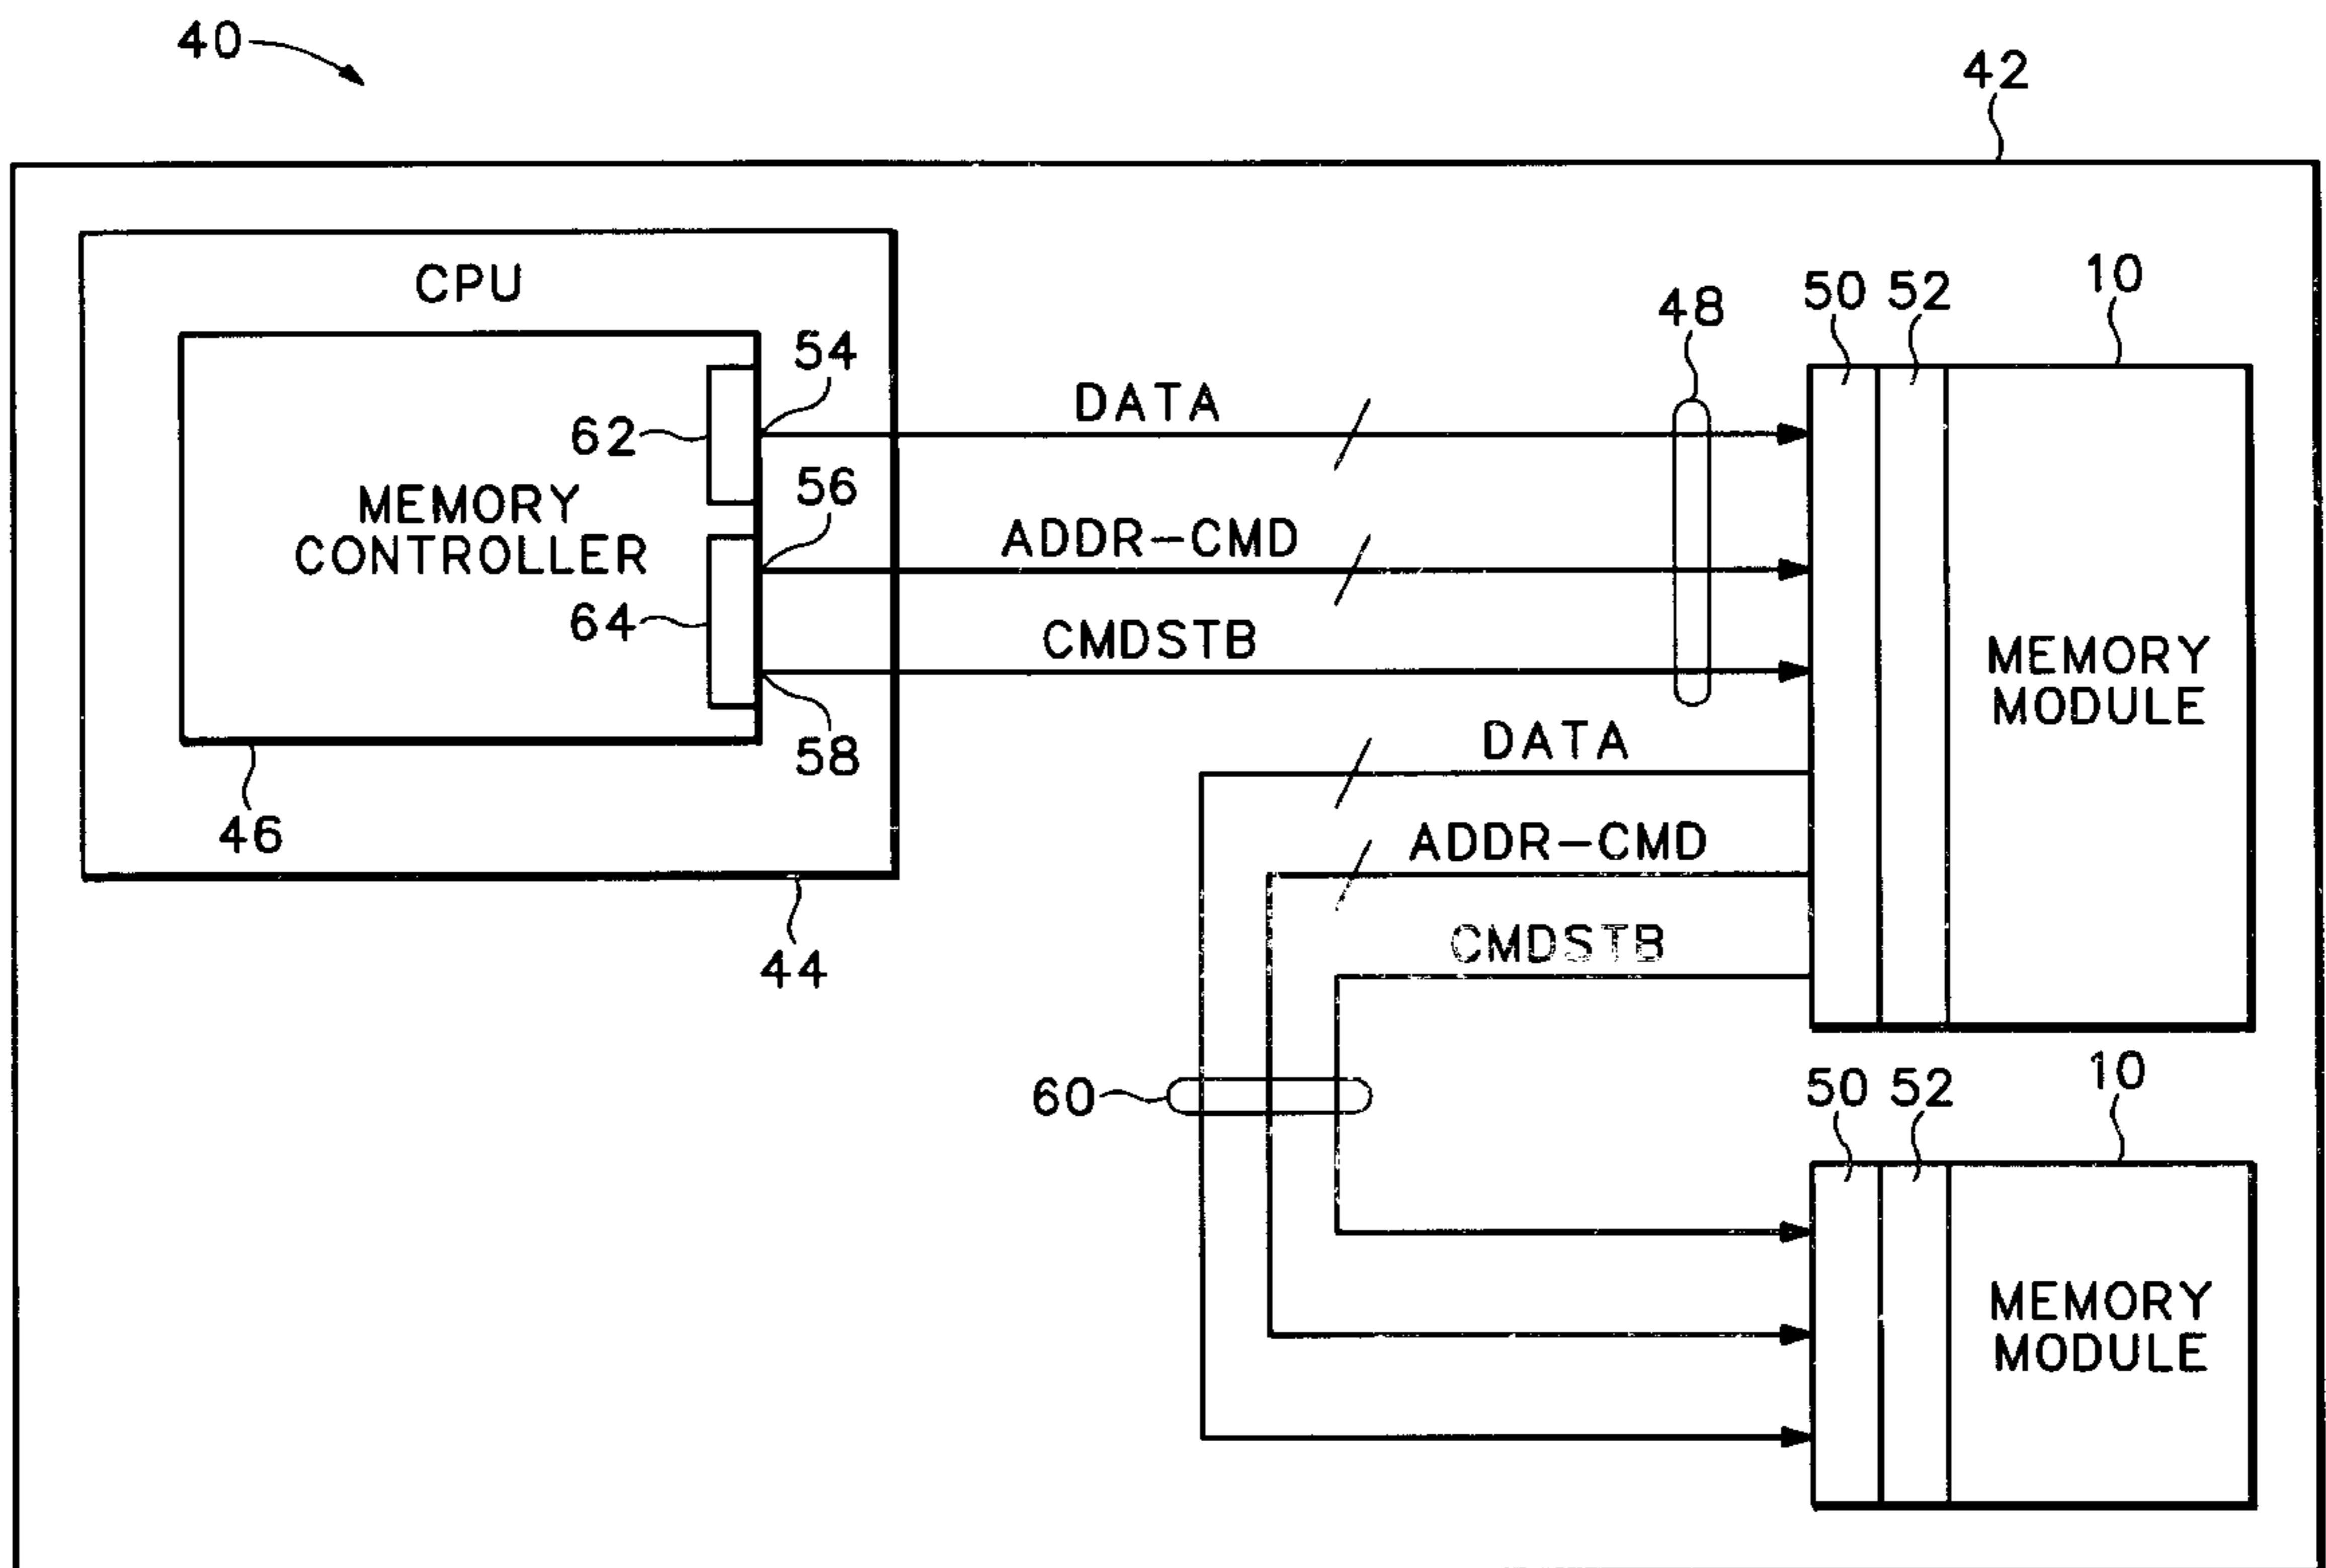 40
42
CPU
10
50 52
48
54
DATA
62
56
MEMORY
CONTROLLER
ADDR-CMD
64
CMDSTB
MEMORY
MODULE
58
DATA
46
ADDR-CMD
CMDSTB
44
10
60
50 52
MEMORY
MODULE